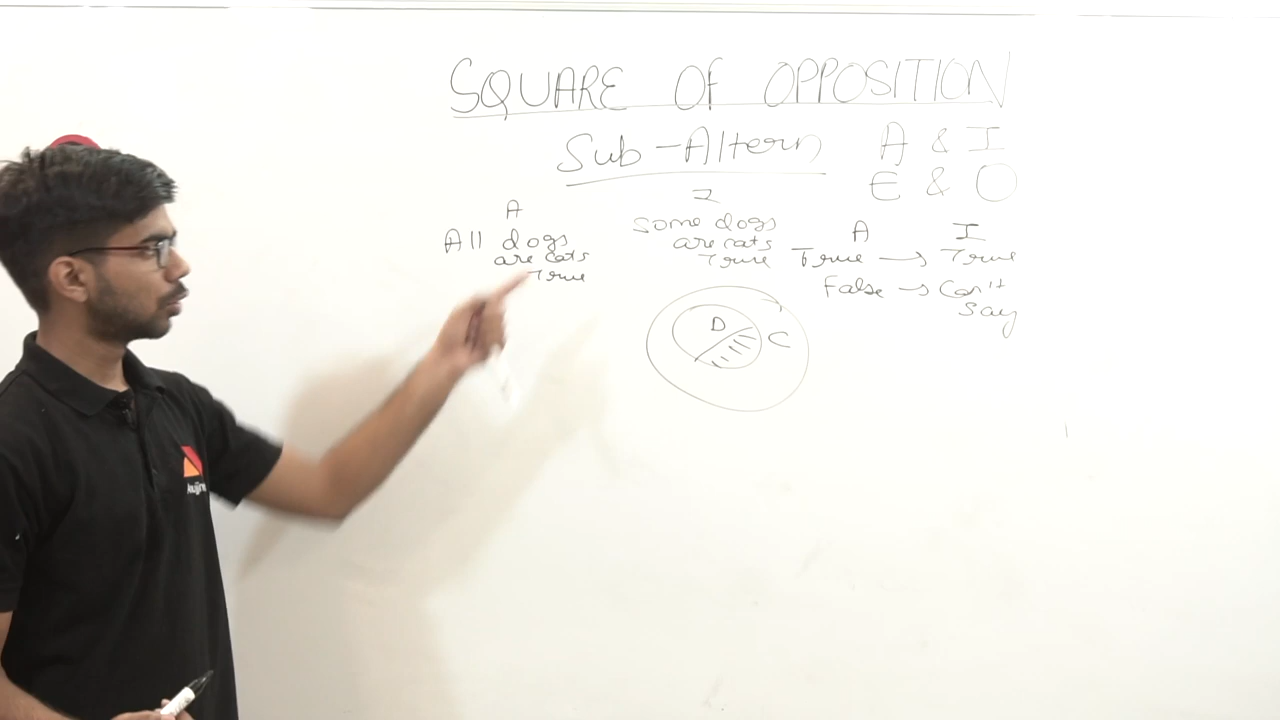 SQUARE OF OPPOSITION
Sub-Altern
A & I
E & O
A
All dogs
are cats
True
I
Some dogs
are cats
True
A I
True → True
False → Can't
Say
D
C